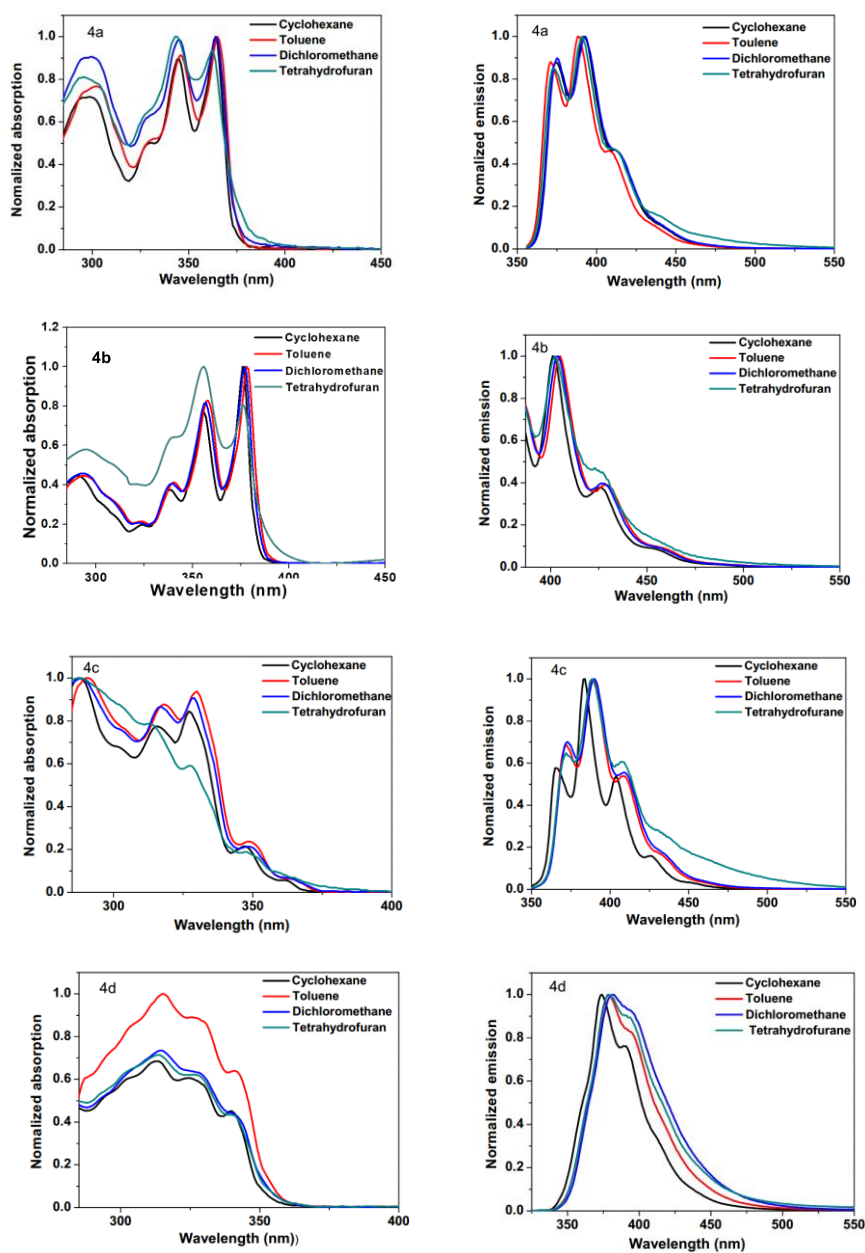 4a
Cyclohexane
Toluene
Dichloromethane
Tetrahydrofuran
Nomalized absorption
1.0
0.8
0.6
0.4
0.2
0.0
300
350
400
450
Wavelength (nm)
4a
Cyclohexane
Toulene
Dichloromethane
Tetrahydrofuran
Normalized emission
1.0
0.8
0.6
0.4
0.2
0.0
350
400
450
500
550
Wavelength (nm)
4b
Cyclohexane
Toluene
Dichloromethane
Tetrahydrofuran
Normalized absorption
1.2
1.0
0.8
0.6
0.4
0.2
0.0
300
350
400
450
Wavelength (nm)
4b
Cyclohexane
Toluene
Dichloromethane
Tetrahydrofuran
Normalized emission
1.0
0.8
0.6
0.4
0.2
0.0
400
450
500
550
Wavelength (nm)
4c
Cyclohexane
Toluene
Dichloromethane
Tetrahydrofuran
Normalized absorption
1.0
0.8
0.6
0.4
0.2
0.0
300
350
400
Wavelength (nm)
4c
Cyclohexane
Toluene
Dichloromethane
Tetrahydrofurane
Normalized emission
1.0
0.8
0.6
0.4
0.2
0.0
350
400
450
500
550
Wavelength (nm)
4d
Cyclohexane
Toluene
Dichloromethane
Tetrahydrofuran
Normalized absorption
1.0
0.8
0.6
0.4
0.2
0.0
300
350
400
Wavelength (nm))
4d
Cyclohexane
Toluene
Dichloromethane
Tetrahydrofurane
Normalized emission
1.0
0.8
0.6
0.4
0.2
0.0
350
400
450
500
550
Wavelength (nm)